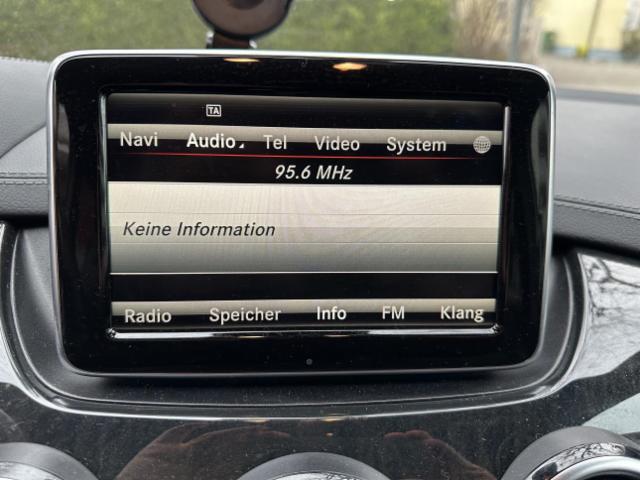 TA
Navi Audio Tel Video System
95.6 MHz
Keine Information
Radio Speicher Info FM Klang